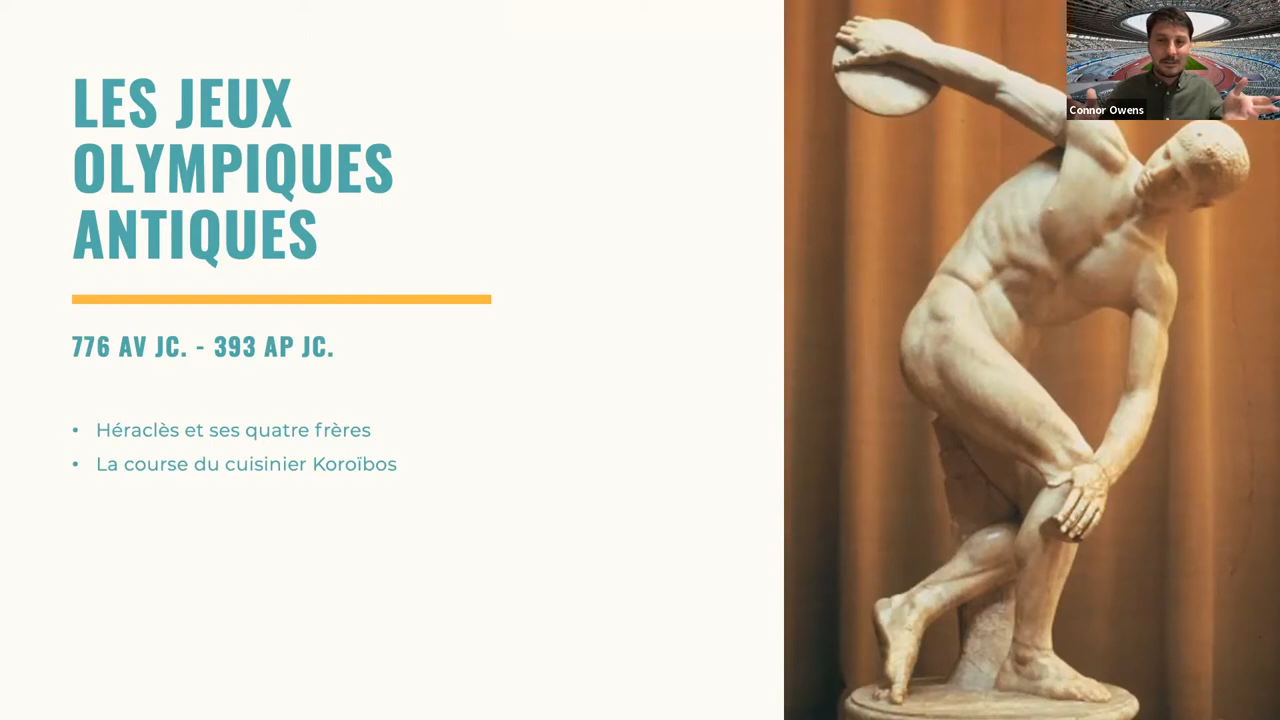 LES JEUX
OLYMPIQUES
ANTIQUES
776 AV JC. - 393 AP JC.
• Héraclès et ses quatre frères
• La course du cuisinier Koroïbos
Connor Owens